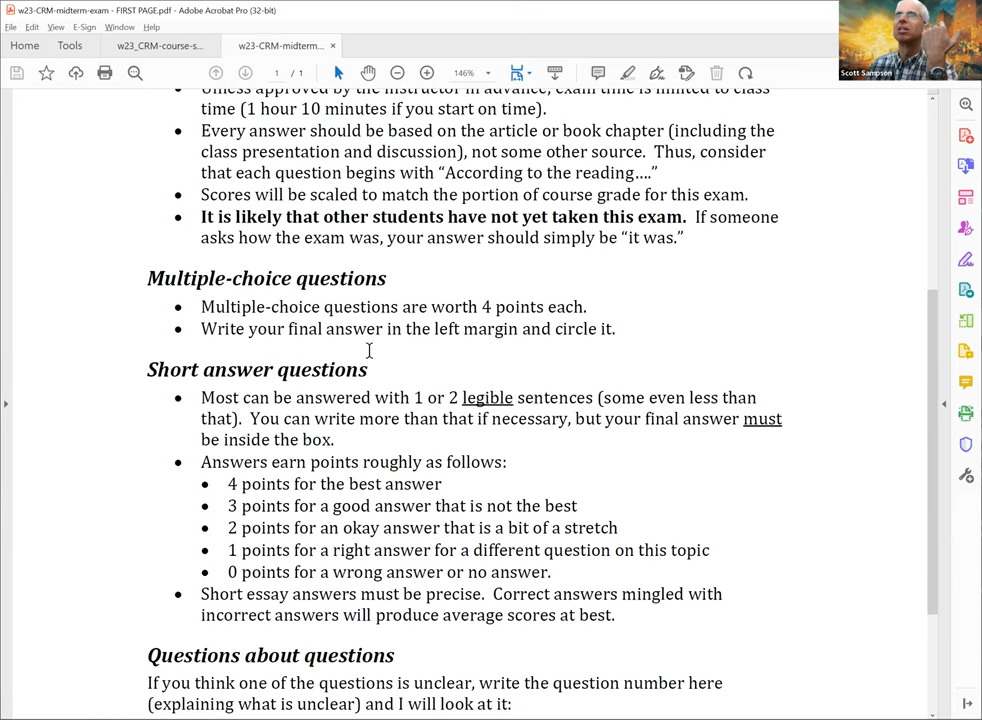 w23-CRM-midterm-exam - FIRST PAGE.pdf - Adobe Acrobat Pro (32-bit)
File Edit View E-Sign Window Help
Home Tools w23_CRM-course-s... w23-CRM-midterm... ×
1 / 1 146%
Scott Sampson
• Unless approved by the instructor in advance, exam time is limited to class
time (1 hour 10 minutes if you start on time).
• Every answer should be based on the article or book chapter (including the
class presentation and discussion), not some other source. Thus, consider
that each question begins with “According to the reading....”
• Scores will be scaled to match the portion of course grade for this exam.
• It is likely that other students have not yet taken this exam. If someone
asks how the exam was, your answer should simply be “it was.”
Multiple-choice questions
• Multiple-choice questions are worth 4 points each.
• Write your final answer in the left margin and circle it.
Short answer questions
• Most can be answered with 1 or 2 legible sentences (some even less than
that). You can write more than that if necessary, but your final answer must
be inside the box.
• Answers earn points roughly as follows:
• 4 points for the best answer
• 3 points for a good answer that is not the best
• 2 points for an okay answer that is a bit of a stretch
• 1 points for a right answer for a different question on this topic
• 0 points for a wrong answer or no answer.
• Short essay answers must be precise. Correct answers mingled with
incorrect answers will produce average scores at best.
Questions about questions
If you think one of the questions is unclear, write the question number here
(explaining what is unclear) and I will look at it: